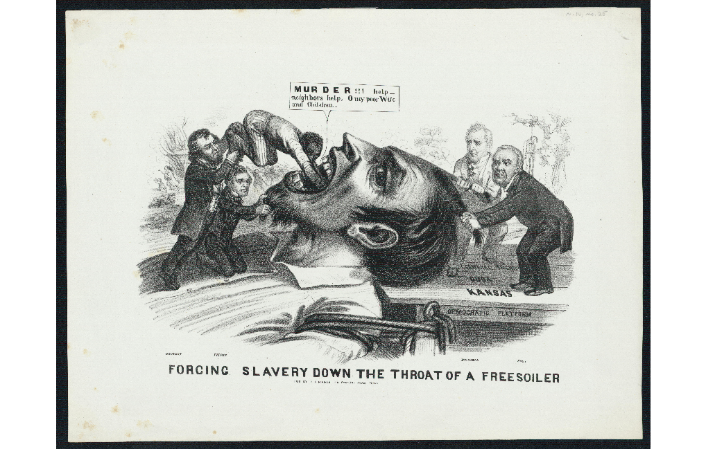 MURDER!!! help—
neighbors help, O my poor Wife
and Children.
KANSAS
DEMOCRATIC PLATFORM
FORCING SLAVERY DOWN THE THROAT OF A FREESOILER